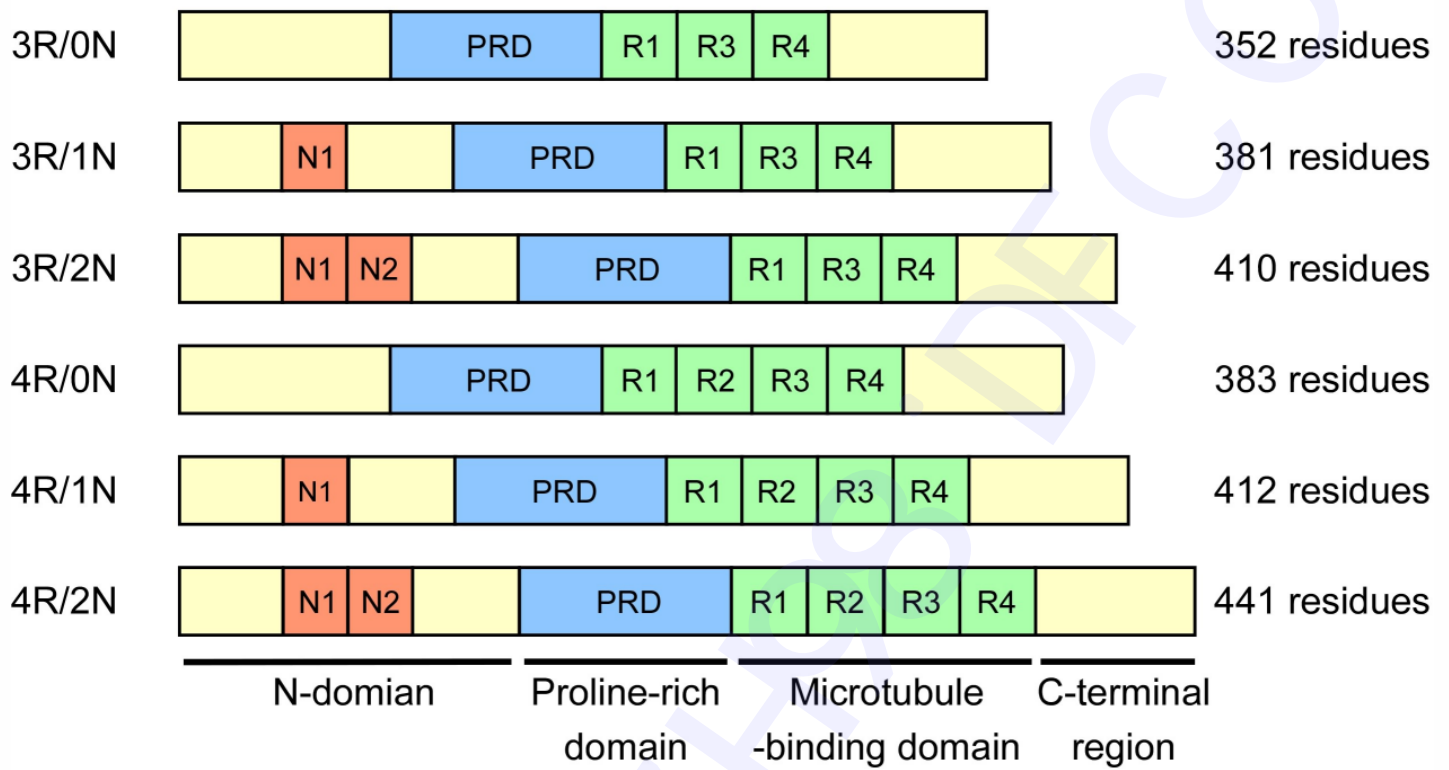 3R/0N PRD R1 R3 R4 352 residues
3R/1N N1 PRD R1 R3 R4 381 residues
3R/2N N1 N2 PRD R1 R3 R4 410 residues
4R/0N PRD R1 R2 R3 R4 383 residues
4R/1N N1 PRD R1 R2 R3 R4 412 residues
4R/2N N1 N2 PRD R1 R2 R3 R4 441 residues
N-domian Proline-rich Microtubule C-terminal
domain -binding domain region